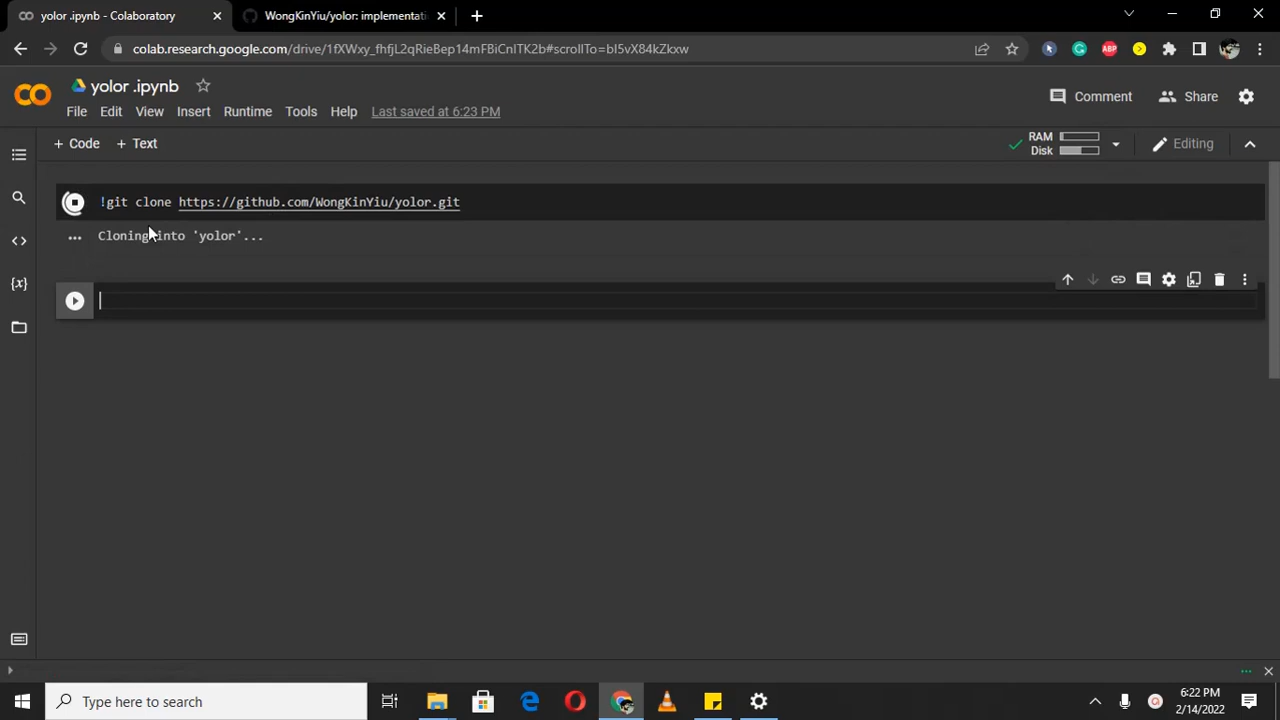 yolor .ipynb - Colaboratory
WongKinYiu/yolor: implementati
colab.research.google.com/drive/1fXWxy_fhfjL2qRieBep14mFBiCnITK2b#scrollTo=bI5vX84kZkxw
ABP
yolor .ipynb
Comment
Share
File Edit View Insert Runtime Tools Help Last saved at 6:23 PM
+ Code + Text
RAM
Disk
Editing
!git clone https://github.com/WongKinYiu/yolor.git
Cloning into 'yolor'...
{x}
Type here to search
6:22 PM
2/14/2022